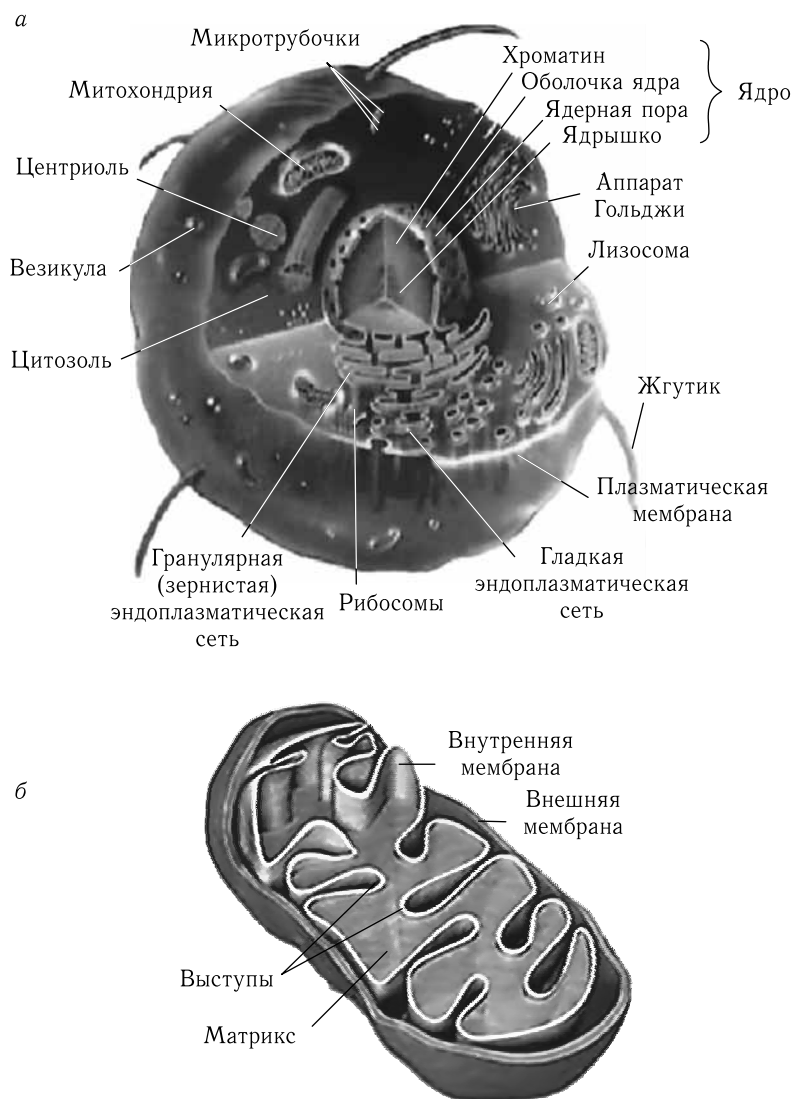 а
Микротрубочки
Митохондрия
Центриоль
Везикула
Цитозоль
Хроматин
Оболочка ядра
Ядерная пора
Ядрышко
Ядро
Аппарат
Гольджи
Лизосома
Жгутик
Плазматическая
мембрана
Гранулярная
(зернистая)
эндоплазматическая
сеть
Рибосомы
Гладкая
эндоплазматическая
сеть
б
Внутренняя
мембрана
Внешняя
мембрана
Выступы
Матрикс